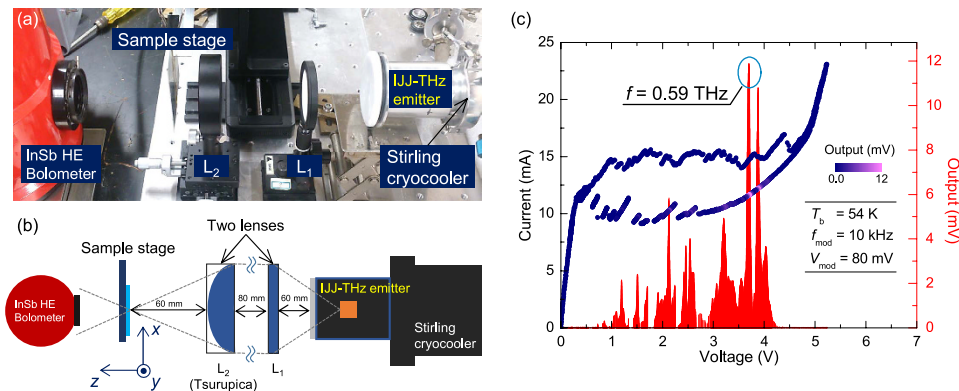 (a)
Sample stage
IJJ-THz
emitter
InSb HE
Bolometer
L2
L1
Stirling
cryocooler
(b)
Two lenses
Sample stage
InSb HE
Bolometer
60 mm
80 mm
60 mm
IJJ-THz emitter
Stirling
cryocooler
x
z
y
L2
(Tsurupica)
L1
(c)
25
20
15
10
5
0
Current (mA)
0 1 2 3 4 5 6 7
Voltage (V)
12
10
8
6
4
2
0
Output (mV)
f = 0.59 THz
Output (mV)
0.0 12
Tb = 54 K
fmod = 10 kHz
Vmod = 80 mV